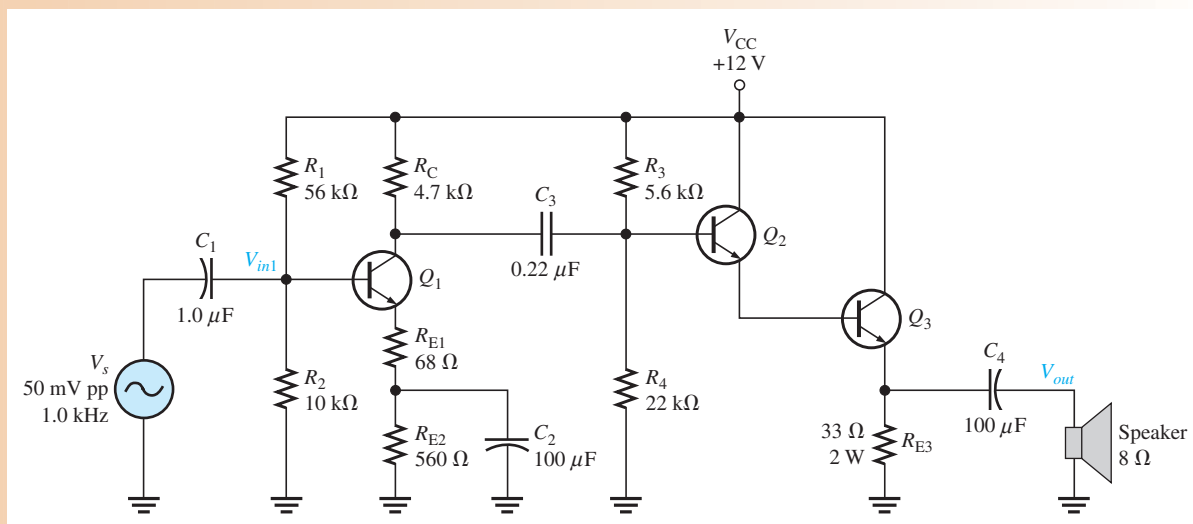 V_CC
+12 V
R_1
56 kΩ
R_C
4.7 kΩ
R_3
5.6 kΩ
C_1
1.0 μF
V_in1
Q_1
C_3
0.22 μF
Q_2
Q_3
V_s
50 mV pp
1.0 kHz
R_2
10 kΩ
R_E1
68 Ω
R_E2
560 Ω
C_2
100 μF
R_4
22 kΩ
33 Ω
2 W
R_E3
C_4
100 μF
V_out
Speaker
8 Ω